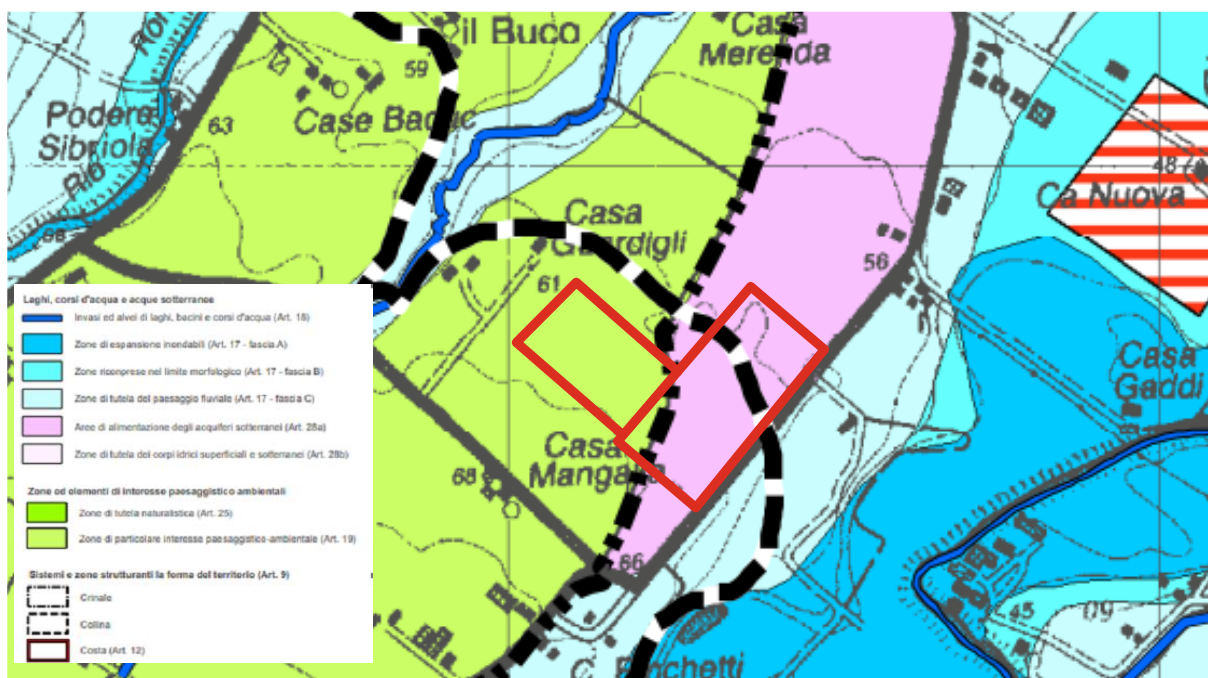 il Buco
Casa
Merenda
59
Podere
Sibriola
63
Case Baduc
Rio
48
Ca Nuova
Casa
Guardigli
56
61
Casa
Gaddi
Casa
Mangana
68
66
45
60
C.
Laghi, corsi d'acqua e acque sotterranee
Invasi ed alvei di laghi, bacini e corsi d'acqua (Art. 18)
Zone di espansione inondabili (Art. 17 - fascia A)
Zone ricomprese nel limite morfologico (Art. 17 - fascia B)
Zone di tutela del paesaggio fluviale (Art. 17 - fascia C)
Aree di alimentazione degli acquiferi sotterranei (Art. 28a)
Zone di tutela dei corpi idrici superficiali e sotterranei (Art. 28b)
Zone ed elementi di interesse paesaggistico ambientali
Zone di tutela naturalistica (Art. 25)
Zone di particolare interesse paesaggistico-ambientale (Art. 19)
Sistemi e zone strutturanti la forma del territorio (Art. 9)
Crinale
Collina
Costa (Art. 12)